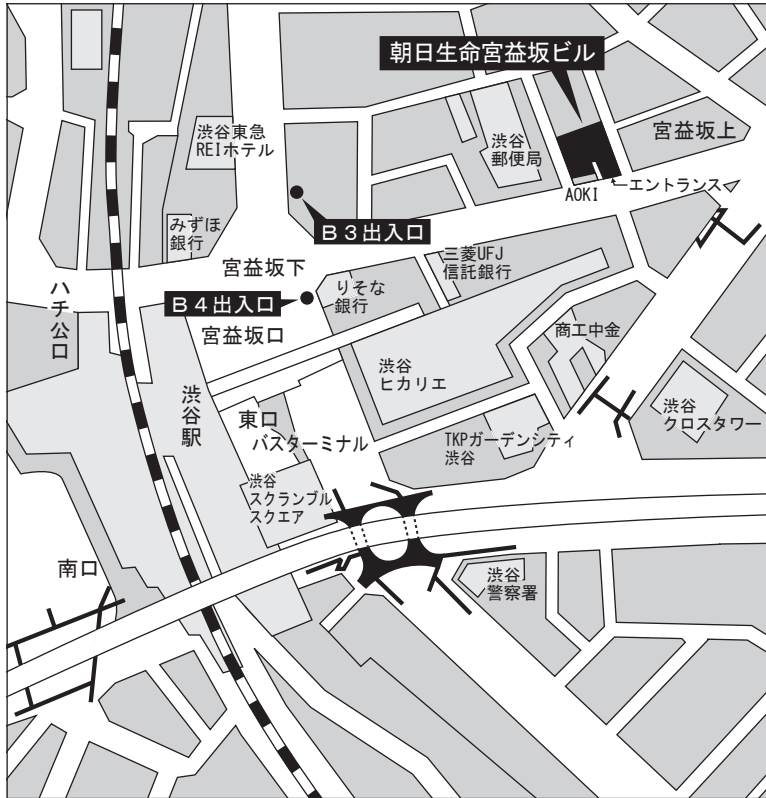 朝日生命宮益坂ビル
渋谷東急
REIホテル
渋谷
郵便局
宮益坂上
AOKI
エントランス
B3出入口
みずほ
銀行
宮益坂下
三菱UFJ
信託銀行
りそな
銀行
B4出入口
宮益坂口
ハチ公口
商工中金
渋谷
ヒカリエ
渋谷駅
渋谷
クロスタワー
東口
バスターミナル
TKPガーデンシティ
渋谷
渋谷
スクランブル
スクエア
南口
渋谷
警察署